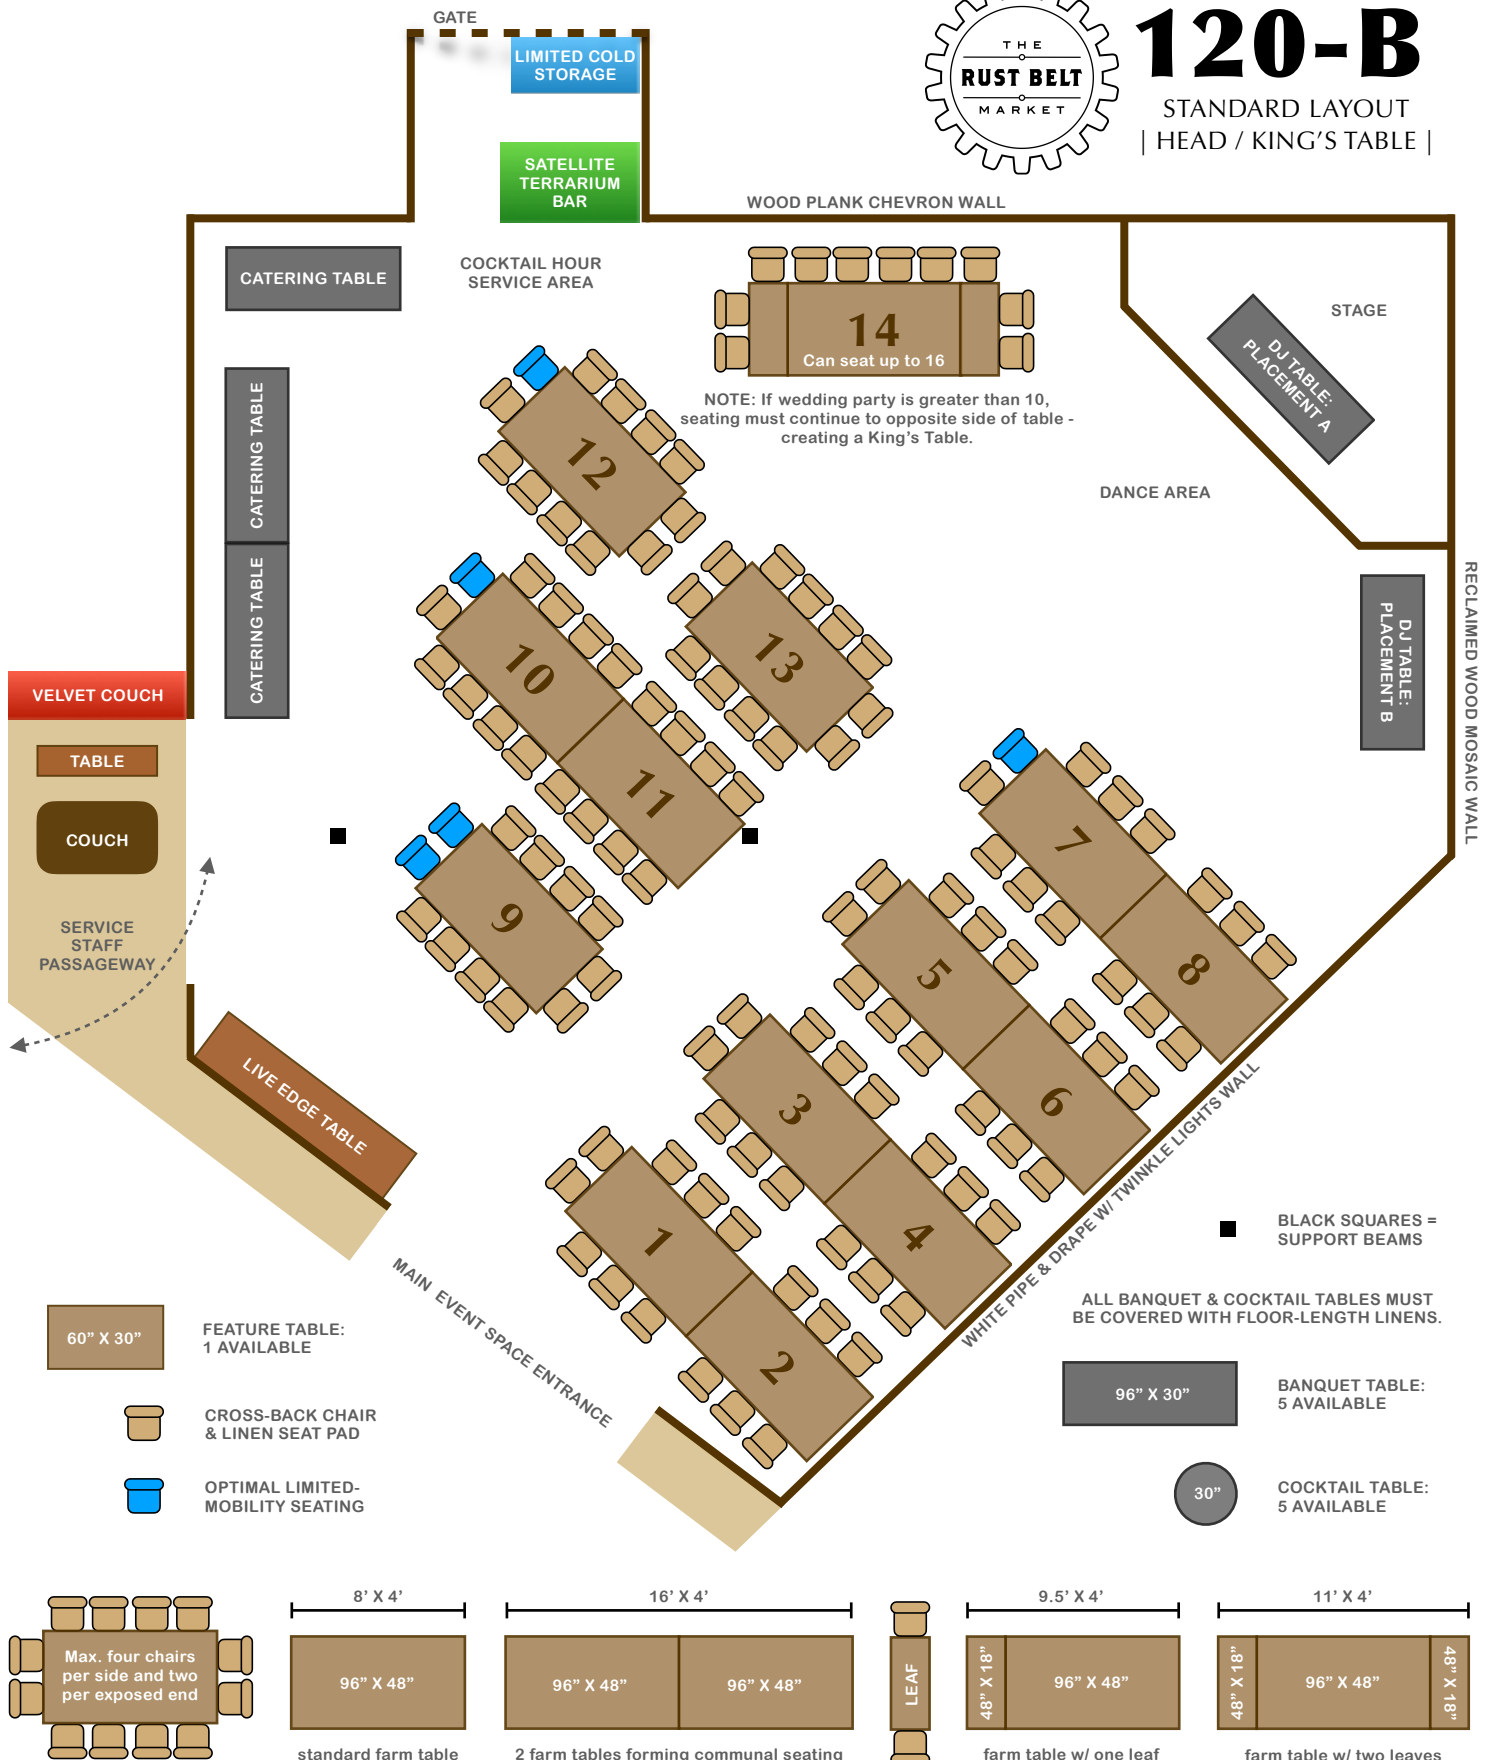 GATE
LIMITED COLD
STORAGE
THE
RUST BELT
MARKET
120-B
STANDARD LAYOUT
| HEAD / KING'S TABLE |
SATELLITE
TERRARIUM
BAR
WOOD PLANK CHEVRON WALL
CATERING TABLE
COCKTAIL HOUR
SERVICE AREA
14
Can seat up to 16
STAGE
DJ TABLE:
PLACEMENT A
NOTE: If wedding party is greater than 10,
seating must continue to opposite side of table -
creating a King's Table.
CATERING TABLE
12
DANCE AREA
CATERING TABLE
10
13
DJ TABLE:
PLACEMENT B
RECLAIMED WOOD MOSAIC WALL
VELVET COUCH
TABLE
COUCH
11
7
9
SERVICE
STAFF
PASSAGEWAY
5
8
LIVE EDGE TABLE
3
6
1
4
2
WHITE PIPE & DRAPE W/ TWINKLE LIGHTS WALL
MAIN EVENT SPACE ENTRANCE
BLACK SQUARES =
SUPPORT BEAMS
ALL BANQUET & COCKTAIL TABLES MUST
BE COVERED WITH FLOOR-LENGTH LINENS.
60” X 30”
FEATURE TABLE:
1 AVAILABLE
96” X 30”
BANQUET TABLE:
5 AVAILABLE
CROSS-BACK CHAIR
& LINEN SEAT PAD
OPTIMAL LIMITED-
MOBILITY SEATING
30”
COCKTAIL TABLE:
5 AVAILABLE
Max. four chairs
per side and two
per exposed end
8’ X 4’
96” X 48”
standard farm table
16’ X 4’
96” X 48”
96” X 48”
2 farm tables forming communal seating
LEAF
9.5’ X 4’
48” X 18”
96” X 48”
farm table w/ one leaf
11’ X 4’
48” X 18”
96” X 48”
48” X 18”
farm table w/ two leaves